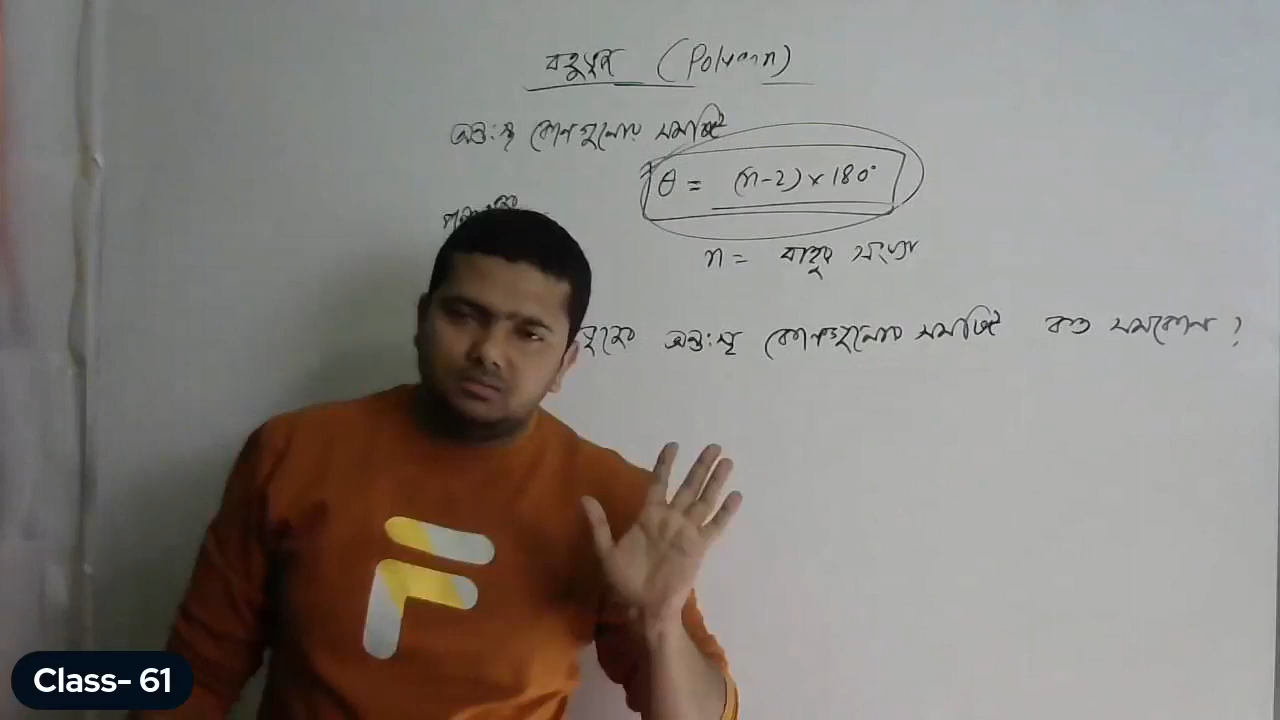 বহুভুজ (Polygon)
অন্তঃস্থ কোণগুলোর সমষ্টি
θ = (n-2) × 180°
n = বাহুর সংখ্যা
অন্তঃস্থ কোণগুলোর সমষ্টি কত সমকোণ ?
F
Class- 61